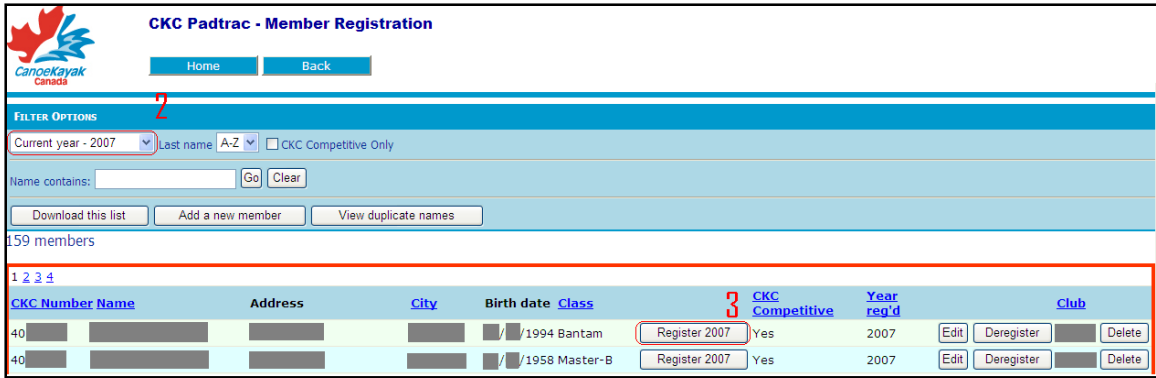 CKC Padtrac - Member Registration
CanoeKayak
Canada
Home Back
2
FILTER OPTIONS
Current year - 2007 Last name A-Z CKC Competitive Only
Name contains: Go Clear
Download this list Add a new member View duplicate names
159 members
1 2 3 4
CKC Number Name Address City Birth date Class 3 CKC Competitive Year reg'd Club
40 / /1994 Bantam Register 2007 Yes 2007 Edit Deregister Delete
40 / /1958 Master-B Register 2007 Yes 2007 Edit Deregister Delete